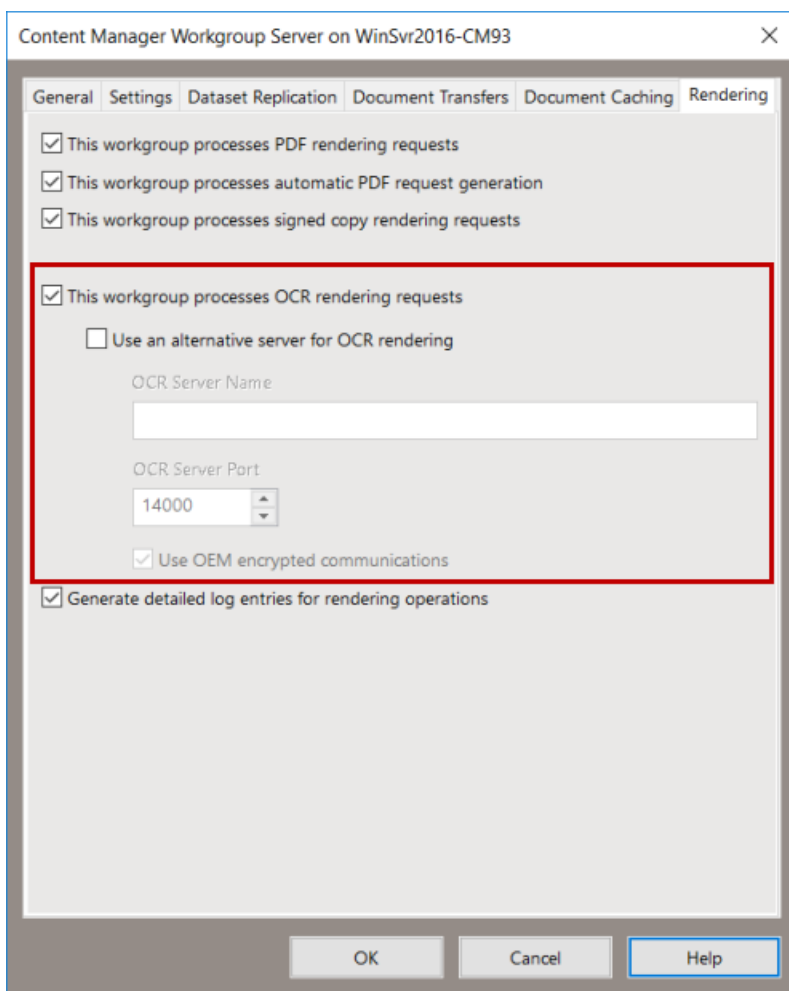 Content Manager Workgroup Server on WinSvr2016-CM93
General Settings Dataset Replication Document Transfers Document Caching Rendering
This workgroup processes PDF rendering requests
This workgroup processes automatic PDF request generation
This workgroup processes signed copy rendering requests
This workgroup processes OCR rendering requests
Use an alternative server for OCR rendering
OCR Server Name
OCR Server Port
14000
Use OEM encrypted communications
Generate detailed log entries for rendering operations
OK Cancel Help